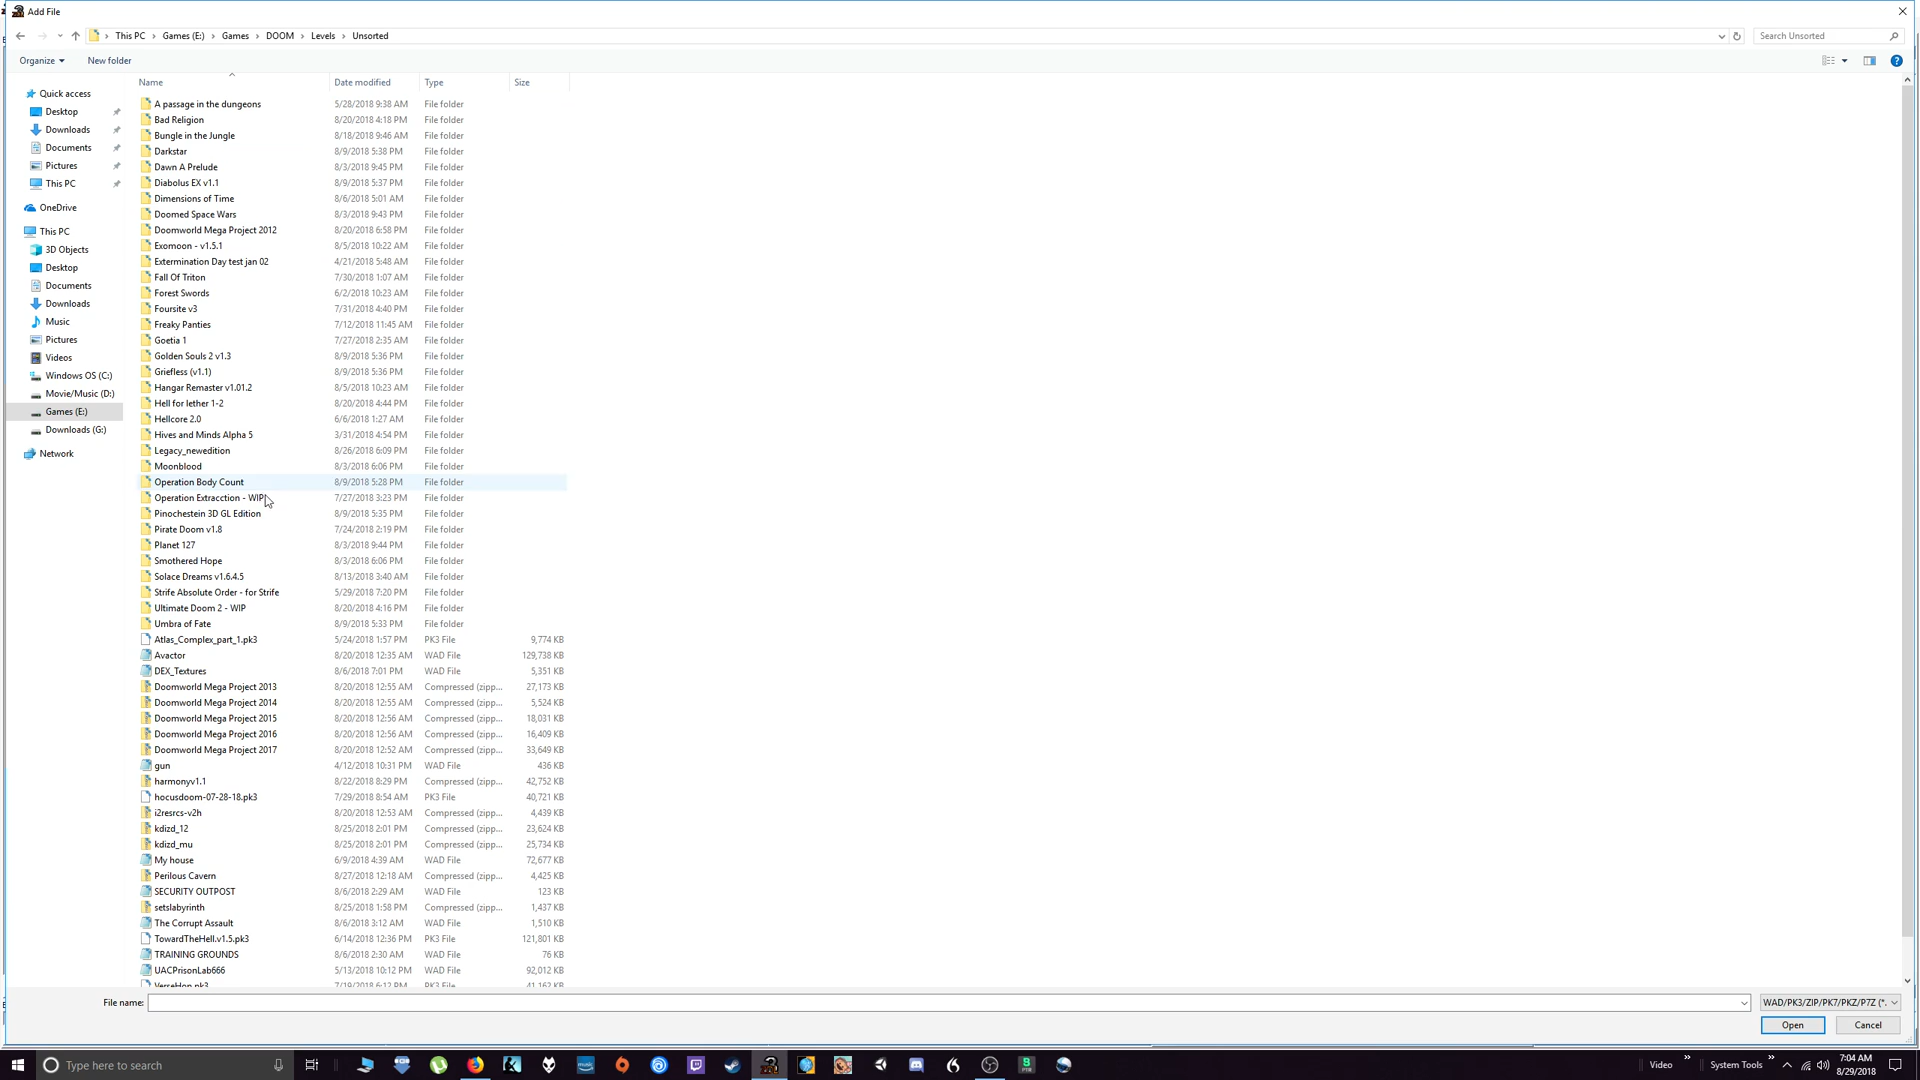 Add File
This PC > Games (E:) > Games > DOOM > Levels > Unsorted
Search Unsorted
Organize
New folder
Name Date modified Type Size
Quick access
Desktop
Downloads
Documents
Pictures
This PC
OneDrive
This PC
3D Objects
Desktop
Documents
Downloads
Music
Pictures
Videos
Windows OS (C:)
Movie/Music (D:)
Games (E:)
Downloads (G:)
Network
A passage in the dungeons 5/28/2018 9:38 AM File folder
Bad Religion 8/20/2018 4:18 PM File folder
Bungle in the Jungle 8/18/2018 9:46 AM File folder
Darkstar 8/9/2018 5:38 PM File folder
Dawn A Prelude 8/3/2018 9:45 PM File folder
Diabolus EX v1.1 8/9/2018 5:37 PM File folder
Dimensions of Time 8/6/2018 5:01 AM File folder
Doomed Space Wars 8/3/2018 9:43 PM File folder
Doomworld Mega Project 2012 8/20/2018 6:58 PM File folder
Exomoon - v1.5.1 8/5/2018 10:22 AM File folder
Extermination Day test jan 02 4/21/2018 5:48 AM File folder
Fall Of Triton 7/30/2018 1:07 AM File folder
Forest Swords 6/2/2018 10:23 AM File folder
Foursite v3 7/31/2018 4:40 PM File folder
Freaky Panties 7/12/2018 11:45 AM File folder
Goetia 1 7/27/2018 2:35 AM File folder
Golden Souls 2 v1.3 8/9/2018 5:36 PM File folder
Griefless (v1.1) 8/9/2018 5:36 PM File folder
Hangar Remaster v1.01.2 8/5/2018 10:23 AM File folder
Hell for lether 1-2 8/20/2018 4:44 PM File folder
Hellcore 2.0 6/6/2018 1:27 AM File folder
Hives and Minds Alpha 5 3/31/2018 4:54 PM File folder
Legacy_newedition 8/26/2018 6:09 PM File folder
Moonblood 8/3/2018 6:06 PM File folder
Operation Body Count 8/9/2018 5:28 PM File folder
Operation Extracction - WIP 7/27/2018 3:23 PM File folder
Pinochestein 3D GL Edition 8/9/2018 5:35 PM File folder
Pirate Doom v1.8 7/24/2018 2:19 PM File folder
Planet 127 8/3/2018 9:44 PM File folder
Smothered Hope 8/3/2018 6:06 PM File folder
Solace Dreams v1.6.4.5 8/13/2018 3:40 AM File folder
Strife Absolute Order - for Strife 5/29/2018 7:20 PM File folder
Ultimate Doom 2 - WIP 8/20/2018 4:16 PM File folder
Umbra of Fate 8/9/2018 5:33 PM File folder
Atlas_Complex_part_1.pk3 5/24/2018 1:57 PM PK3 File 9,774 KB
Avactor 8/20/2018 12:35 AM WAD File 129,738 KB
DEX_Textures 8/6/2018 7:01 PM WAD File 5,351 KB
Doomworld Mega Project 2013 8/20/2018 12:55 AM Compressed (zipp... 27,173 KB
Doomworld Mega Project 2014 8/20/2018 12:55 AM Compressed (zipp... 5,524 KB
Doomworld Mega Project 2015 8/20/2018 12:56 AM Compressed (zipp... 18,031 KB
Doomworld Mega Project 2016 8/20/2018 12:56 AM Compressed (zipp... 16,409 KB
Doomworld Mega Project 2017 8/20/2018 12:52 AM Compressed (zipp... 33,649 KB
gun 4/12/2018 10:31 PM WAD File 436 KB
harmonyv1.1 8/22/2018 8:29 PM Compressed (zipp... 42,752 KB
hocusdoom-07-28-18.pk3 7/29/2018 8:54 AM PK3 File 40,721 KB
i2resrcs-v2h 8/20/2018 12:53 AM Compressed (zipp... 4,439 KB
kdizd_12 8/25/2018 2:01 PM Compressed (zipp... 23,624 KB
kdizd_mu 8/25/2018 2:01 PM Compressed (zipp... 25,734 KB
My house 6/9/2018 4:39 AM WAD File 72,677 KB
Perilous Cavern 8/27/2018 12:18 AM Compressed (zipp... 4,425 KB
SECURITY OUTPOST 8/6/2018 2:29 AM WAD File 123 KB
setslabyrinth 8/25/2018 1:58 PM Compressed (zipp... 1,437 KB
The Corrupt Assault 8/6/2018 3:12 AM WAD File 1,510 KB
TowardTheHell.v1.5.pk3 6/14/2018 12:36 PM PK3 File 121,801 KB
TRAINING GROUNDS 8/6/2018 2:30 AM WAD File 76 KB
UACPrisonLab666 5/13/2018 10:12 PM WAD File 92,012 KB
VerseHop.pk3 7/19/2018 6:12 PM PK3 File 41,162 KB
File name:
WAD/PK3/ZIP/PK7/PKZ/P7Z (*.
Open
Cancel
Type here to search
Video
System Tools
7:04 AM
8/29/2018